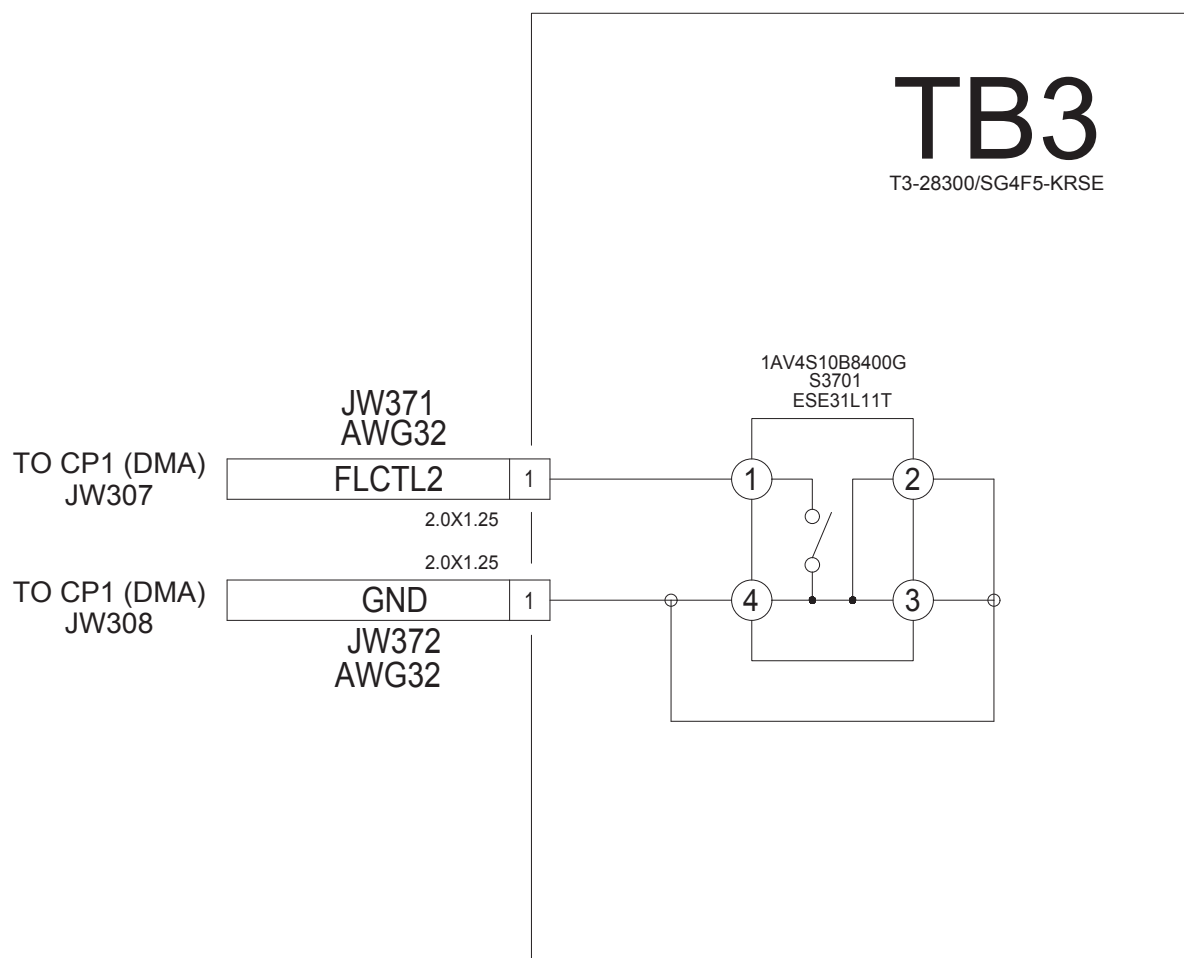 TB3
T3-28300/SG4F5-KRSE
1AV4S10B8400G
S3701
ESE31L11T
JW371
AWG32
TO CP1 (DMA)
JW307
FLCTL2
1
2.0X1.25
1
2
2.0X1.25
TO CP1 (DMA)
JW308
GND
1
4
3
JW372
AWG32